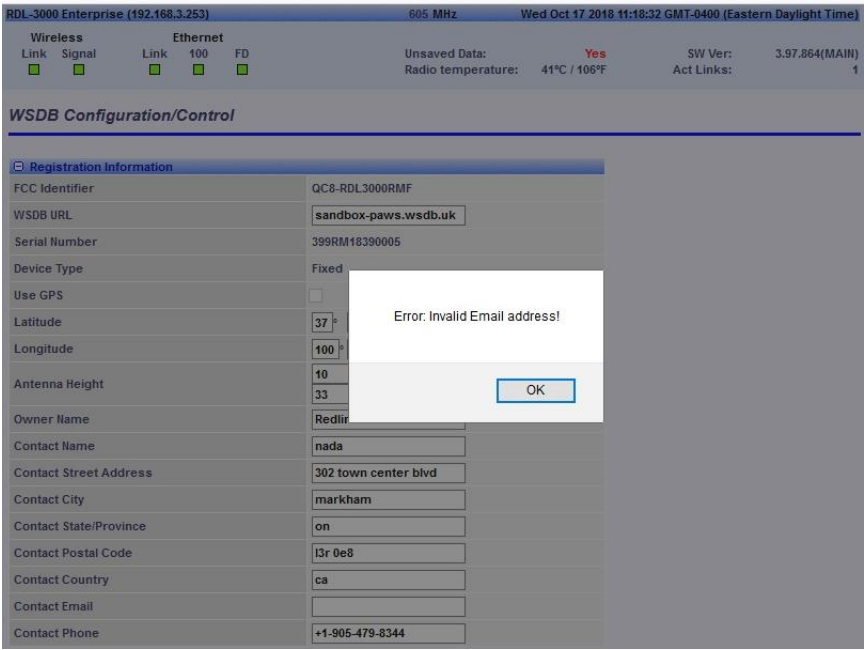 RDL-3000 Enterprise (192.168.3.253) 605 MHz Wed Oct 17 2018 11:18:32 GMT-0400 (Eastern Daylight Time)
Wireless Ethernet
Link Signal Link 100 FD Unsaved Data: Yes SW Ver: 3.97.864(MAIN)
Radio temperature: 41ºC / 106ºF Act Links: 1
WSDB Configuration/Control
Registration Information
FCC Identifier QC8-RDL3000RMF
WSDB URL sandbox-paws.wsdb.uk
Serial Number 399RM18390005
Device Type Fixed
Use GPS
Latitude 37 º
Longitude 100 º
Error: Invalid Email address!
Antenna Height 10
33
OK
Owner Name Redlin
Contact Name nada
Contact Street Address 302 town center blvd
Contact City markham
Contact State/Province on
Contact Postal Code l3r 0e8
Contact Country ca
Contact Email
Contact Phone +1-905-479-8344